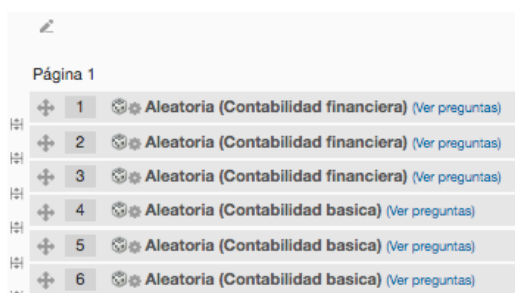 Página 1
1 Aleatoria (Contabilidad financiera) (Ver preguntas)
2 Aleatoria (Contabilidad financiera) (Ver preguntas)
3 Aleatoria (Contabilidad financiera) (Ver preguntas)
4 Aleatoria (Contabilidad basica) (Ver preguntas)
5 Aleatoria (Contabilidad basica) (Ver preguntas)
6 Aleatoria (Contabilidad basica) (Ver preguntas)